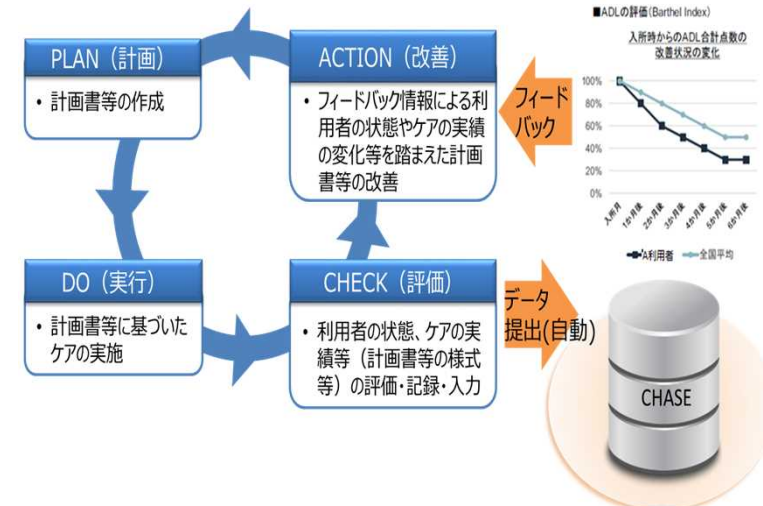 ■ADLの評価(Barthel Index)
入所時からのADL合計点数の
改善状況の変化
PLAN（計画）
• 計画書等の作成
ACTION（改善）
• フィードバック情報による利
用者の状態やケアの実績
の変化等を踏まえた計画
書等の改善
フィード
バック
100%
80%
60%
40%
20%
0%
入所月
1か月後
2か月後
3か月後
4か月後
5か月後
6か月後
A利用者
全国平均
DO（実行）
• 計画書等に基づいた
ケアの実施
CHECK（評価）
• 利用者の状態、ケアの実
績等（計画書等の様式
等）の評価・記録・入力
データ
提出(自動)
CHASE